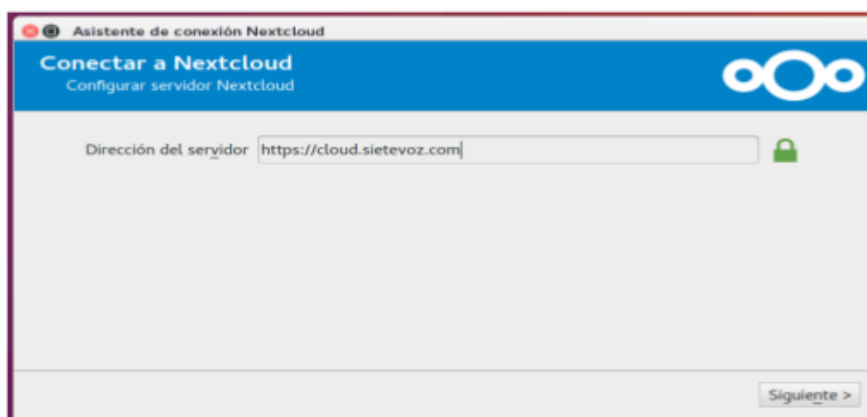 Asistente de conexión Nextcloud
Conectar a Nextcloud
Configurar servidor Nextcloud
Dirección del servidor https://cloud.sietevoz.com
Siguiente >